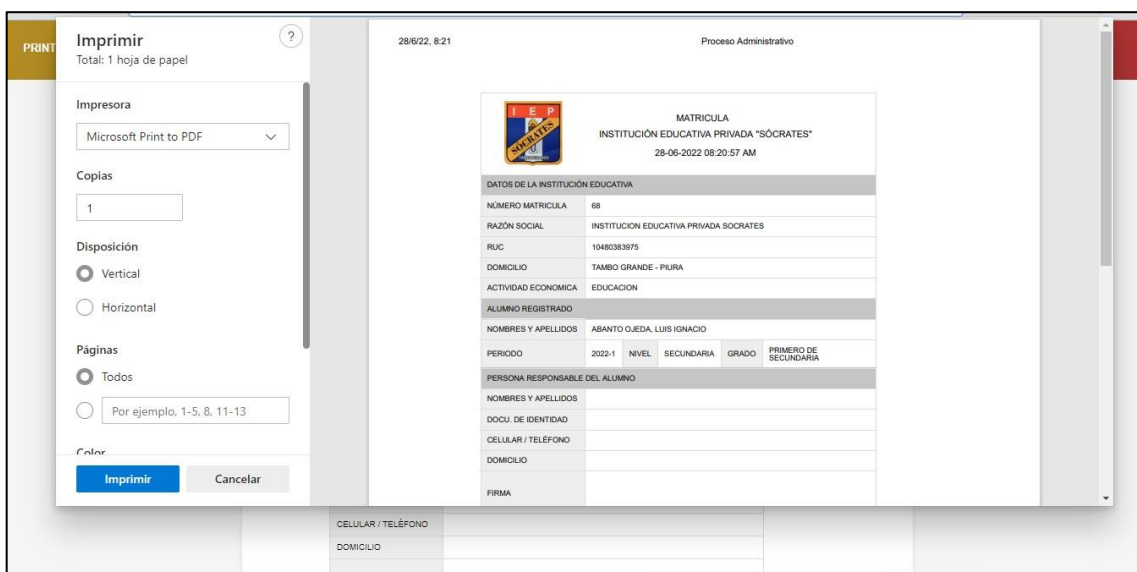 PRINT
Imprimir
?
Total: 1 hoja de papel
Impresora
Microsoft Print to PDF
Copias
1
Disposición
Vertical
Horizontal
Páginas
Todos
Por ejemplo, 1-5, 8, 11-13
Color
Imprimir Cancelar
28/6/22, 8:21 Proceso Administrativo
I E P
SÓCRATES
MATRICULA
INSTITUCIÓN EDUCATIVA PRIVADA "SÓCRATES"
28-06-2022 08:20:57 AM
DATOS DE LA INSTITUCIÓN EDUCATIVA
NÚMERO MATRICULA 68
RAZÓN SOCIAL INSTITUCION EDUCATIVA PRIVADA SOCRATES
RUC 10480383975
DOMICILIO TAMBO GRANDE - PIURA
ACTIVIDAD ECONOMICA EDUCACION
ALUMNO REGISTRADO
NOMBRES Y APELLIDOS ABANTO OJEDA, LUIS IGNACIO
PERIODO 2022-1 NIVEL SECUNDARIA GRADO PRIMERO DE
SECUNDARIA
PERSONA RESPONSABLE DEL ALUMNO
NOMBRES Y APELLIDOS
DOCU. DE IDENTIDAD
CELULAR / TELÉFONO
DOMICILIO
FIRMA
CELULAR / TELÉFONO
DOMICILIO